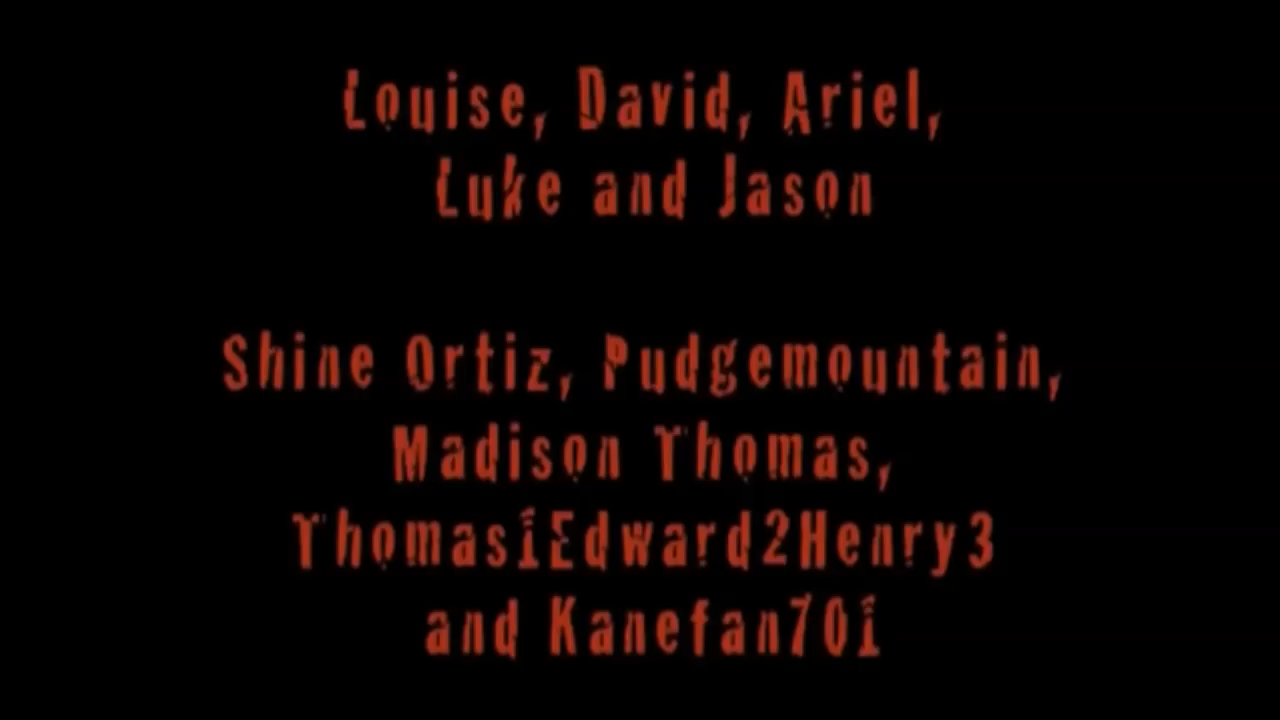 Louise, David, Ariel,
Luke and Jason
Shine Ortiz, Pudgemountain,
Madison Thomas,
Thomas1Edward2Henry3
and Kanefan701